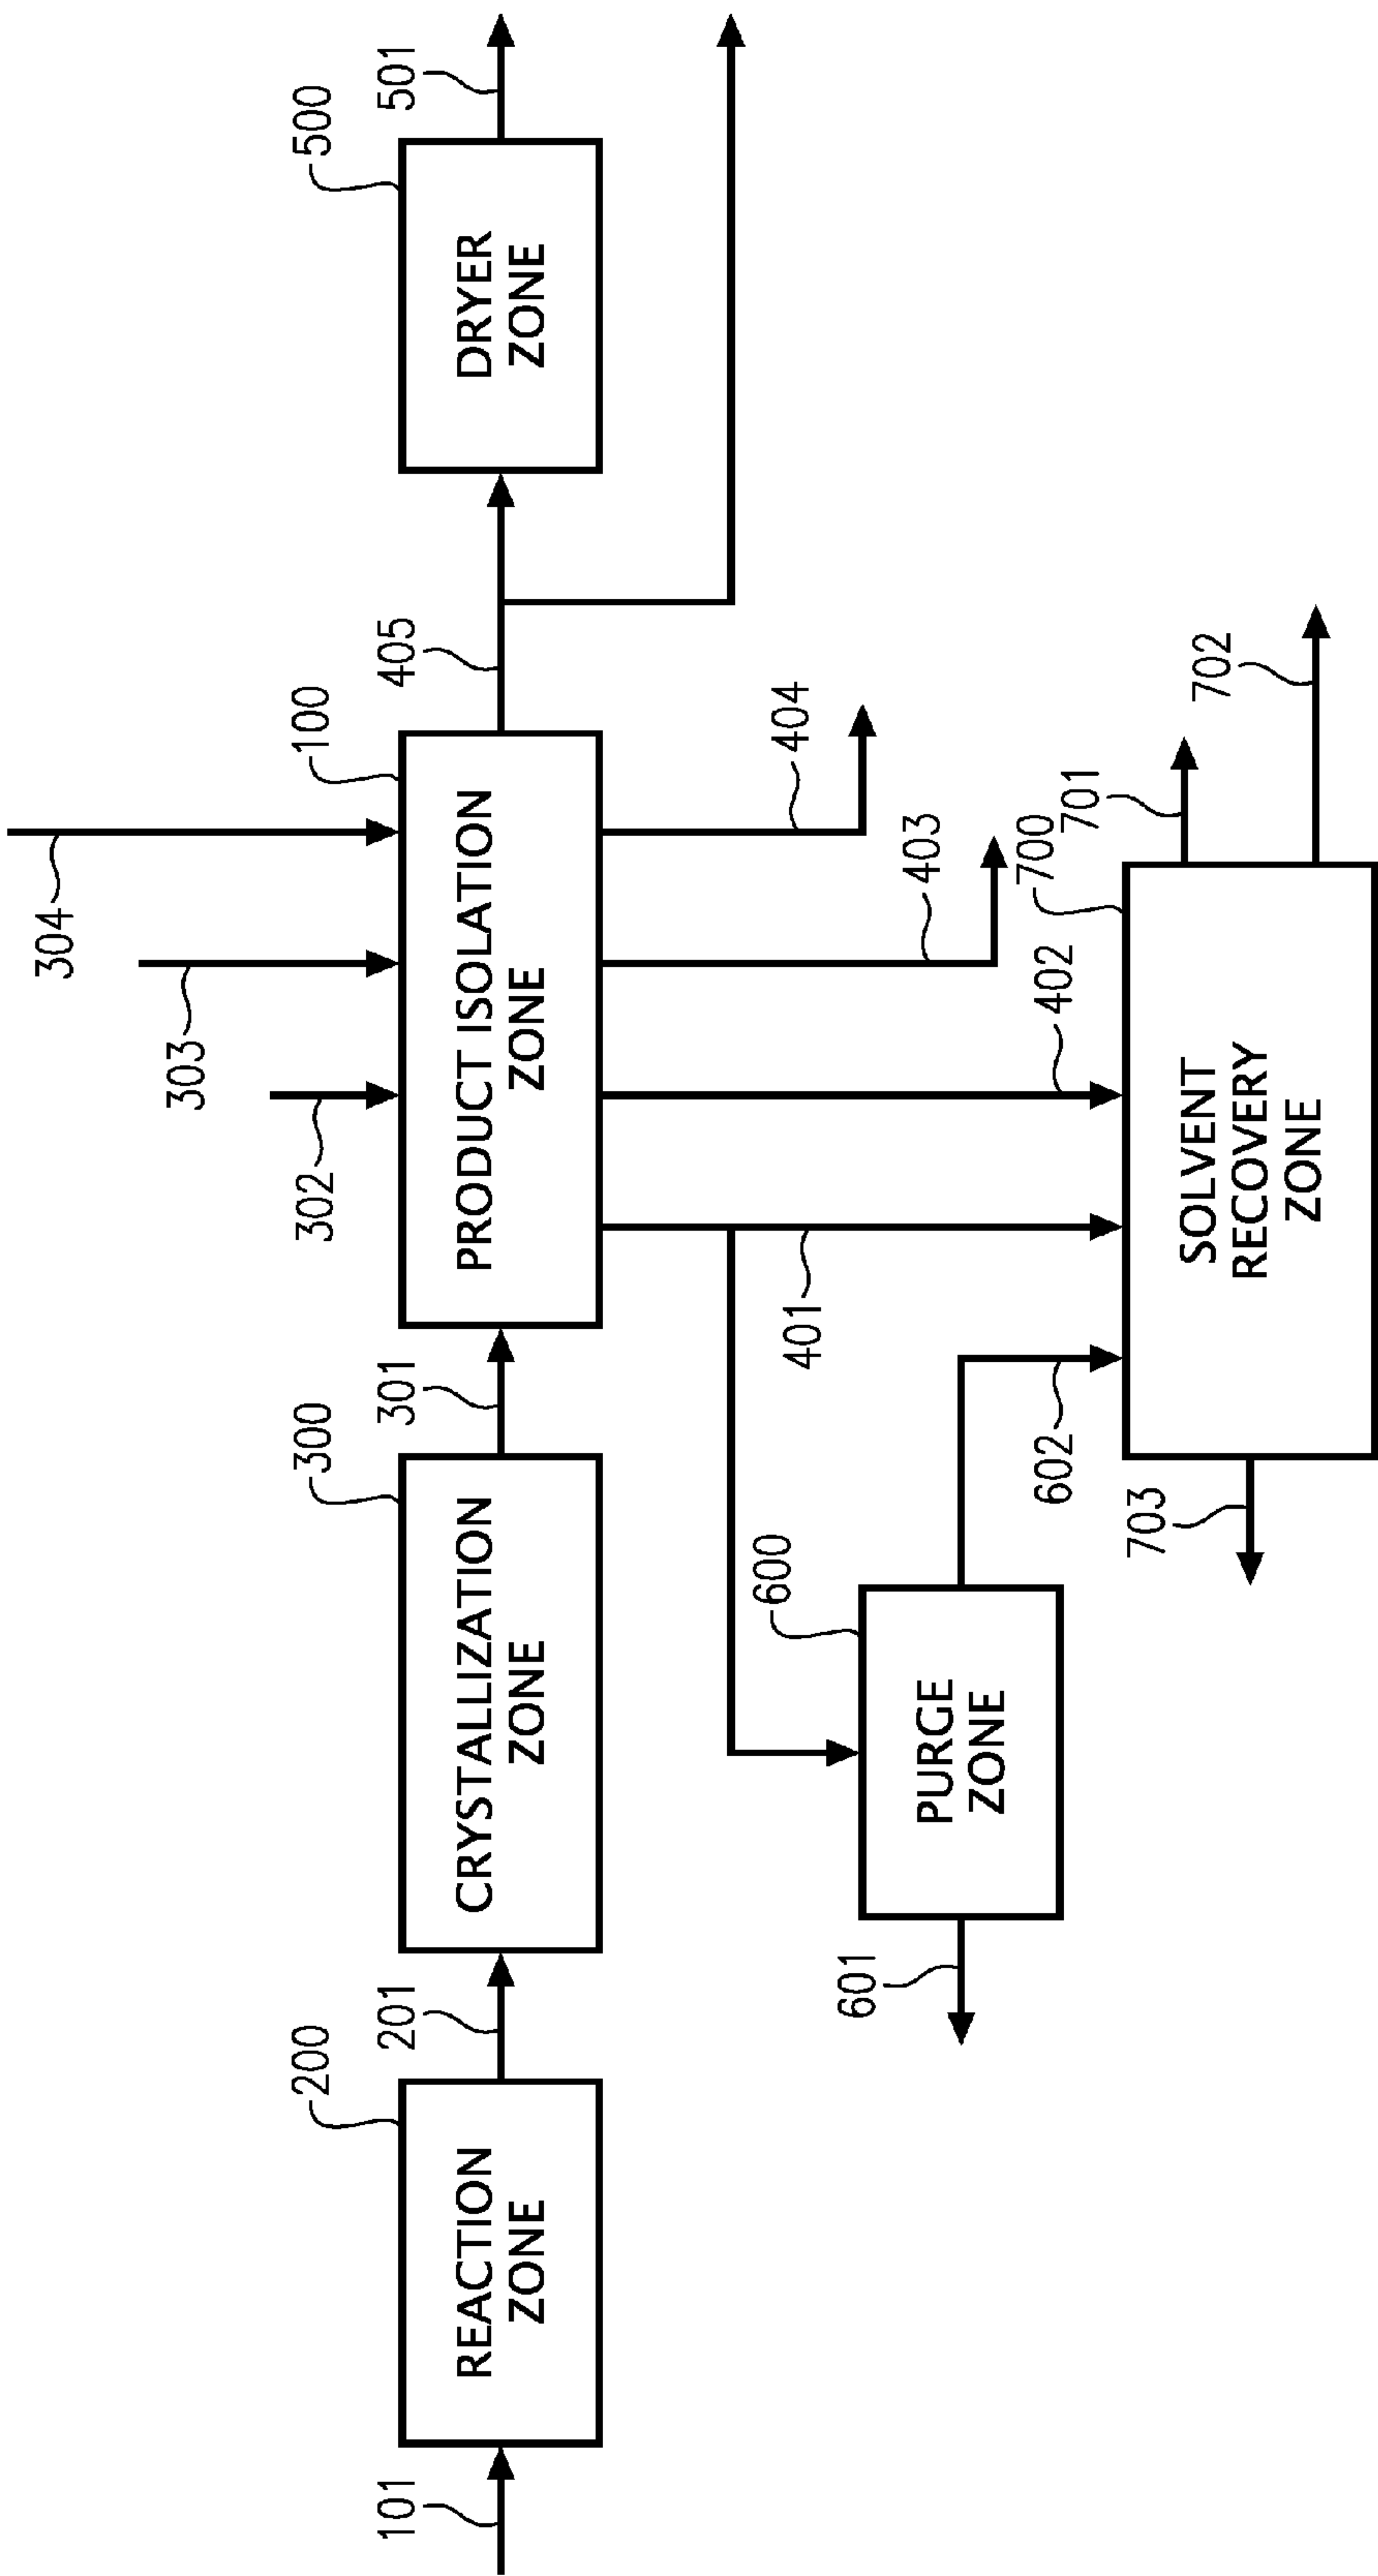 304
303
302
200
300
100
500
101
201
301
405
501
REACTION
ZONE
CRYSTALLIZATION
ZONE
PRODUCT ISOLATION
ZONE
DRYER
ZONE
600
401
404
601
PURGE
ZONE
403
602
402
700
701
703
702
SOLVENT
RECOVERY
ZONE